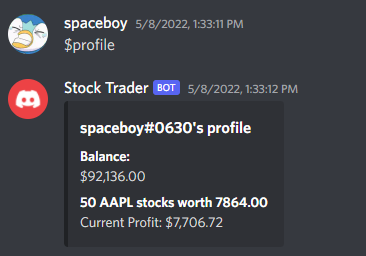 spaceboy 5/8/2022, 1:33:11 PM
$profile
Stock Trader BOT 5/8/2022, 1:33:12 PM
spaceboy#0630's profile
Balance:
$92,136.00
50 AAPL stocks worth 7864.00
Current Profit: $7,706.72